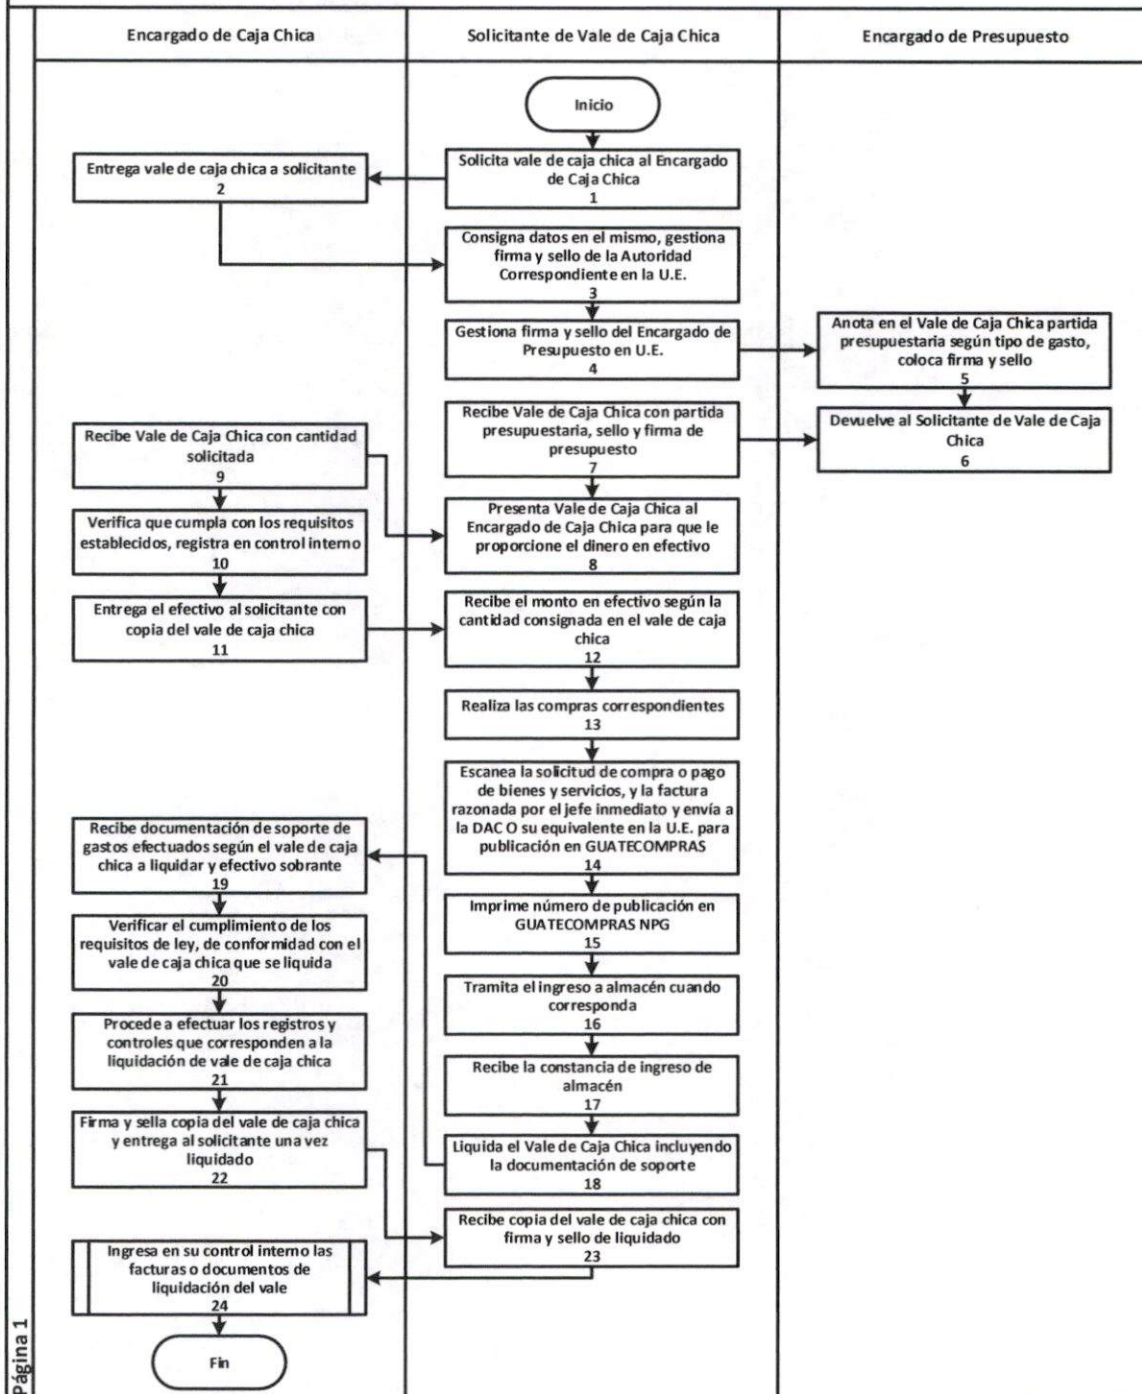 Encargado de Caja Chica
Solicitante de Vale de Caja Chica
Encargado de Presupuesto
Inicio
Solicita vale de caja chica al Encargado
de Caja Chica
1
Entrega vale de caja chica a solicitante
2
Consigna datos en el mismo, gestiona
firma y sello de la Autoridad
Correspondiente en la U.E.
3
Gestiona firma y sello del Encargado de
Presupuesto en U.E.
4
Anota en el Vale de Caja Chica partida
presupuestaria según tipo de gasto,
coloca firma y sello
5
Devuelve al Solicitante de Vale de Caja
Chica
6
Recibe Vale de Caja Chica con partida
presupuestaria, sello y firma de
presupuesto
7
Presenta Vale de Caja Chica al
Encargado de Caja Chica para que le
proporcione el dinero en efectivo
8
Recibe Vale de Caja Chica con cantidad
solicitada
9
Verifica que cumpla con los requisitos
establecidos, registra en control interno
10
Entrega el efectivo al solicitante con
copia del vale de caja chica
11
Recibe el monto en efectivo según la
cantidad consignada en el vale de caja
chica
12
Realiza las compras correspondientes
13
Escanea la solicitud de compra o pago
de bienes y servicios, y la factura
razonada por el jefe inmediato y envía a
la DAC O su equivalente en la U.E. para
publicación en GUATECOMPRAS
14
Imprime número de publicación en
GUATECOMPRAS NPG
15
Tramita el ingreso a almacén cuando
corresponda
16
Recibe la constancia de ingreso de
almacén
17
Liquida el Vale de Caja Chica incluyendo
la documentación de soporte
18
Recibe documentación de soporte de
gastos efectuados según el vale de caja
chica a liquidar y efectivo sobrante
19
Verificar el cumplimiento de los
requisitos de ley, de conformidad con el
vale de caja chica que se liquida
20
Procede a efectuar los registros y
controles que corresponden a la
liquidación de vale de caja chica
21
Firma y sella copia del vale de caja chica
y entrega al solicitante una vez
liquidado
22
Recibe copia del vale de caja chica con
firma y sello de liquidado
23
Ingresa en su control interno las
facturas o documentos de
liquidación del vale
24
Fin
Página 1